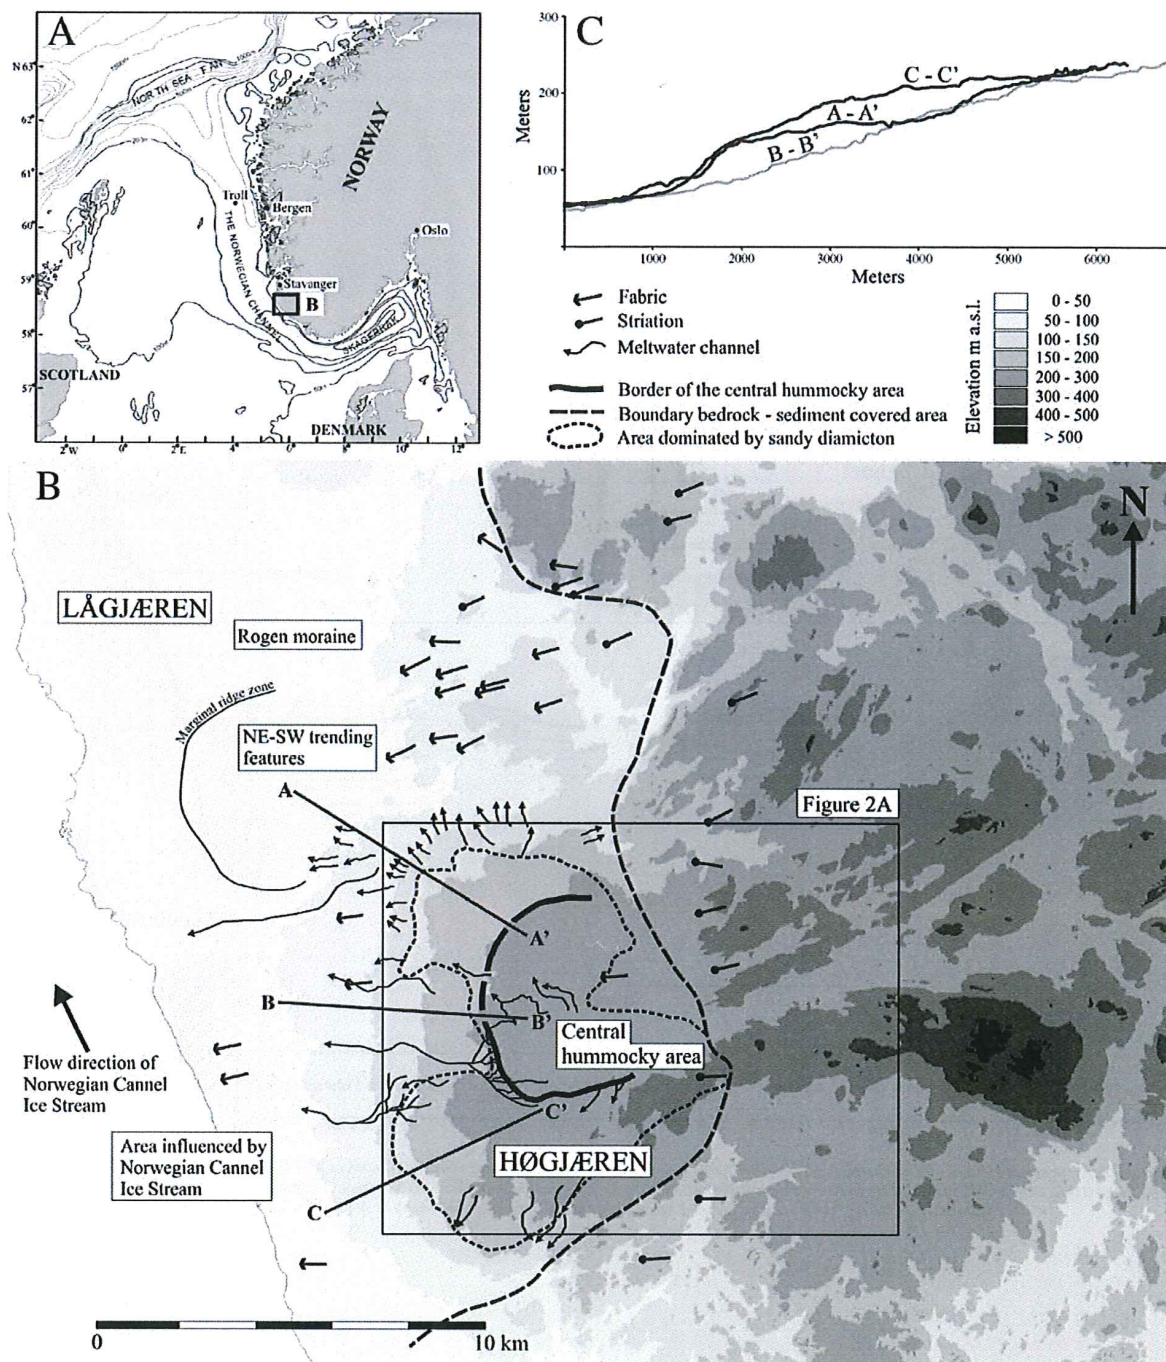 A
N 63
62
61
60
59
58
57
NORTH SEA FAN
NORWAY
Troll
Bergen
Oslo
THE NORWEGIAN CHANNEL
Stavanger
B
SKAGERRAK
SCOTLAND
DENMARK
2°W
0°
2°E
4°
6°
8°
10°
12°
C
300
200
100
Meters
C - C'
A - A'
B - B'
1000
2000
3000
4000
5000
6000
Meters
Fabric
Striation
Meltwater channel
Border of the central hummocky area
Boundary bedrock - sediment covered area
Area dominated by sandy diamicton
Elevation m a.s.l.
0 - 50
50 - 100
100 - 150
150 - 200
200 - 300
300 - 400
400 - 500
> 500
B
N
LÅGJÆREN
Rogen moraine
Marginal ridge zone
NE-SW trending
features
A
Figure 2A
A'
B
B'
Central
hummocky area
Flow direction of
Norwegian Cannel
Ice Stream
C'
Area influenced by
Norwegian Cannel
Ice Stream
HØGJÆREN
C
0
10 km